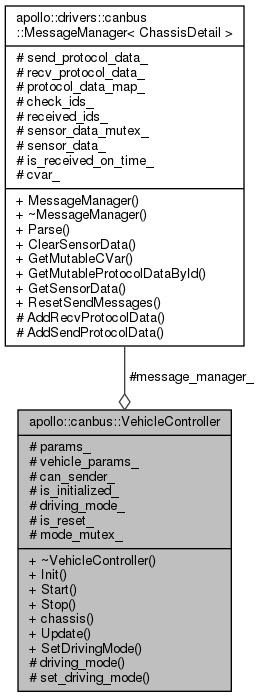 apollo::drivers::canbus
::MessageManager< ChassisDetail >
# send_protocol_data_
# recv_protocol_data_
# protocol_data_map_
# check_ids_
# received_ids_
# sensor_data_mutex_
# sensor_data_
# is_received_on_time_
# cvar_
+ MessageManager()
+ ~MessageManager()
+ Parse()
+ ClearSensorData()
+ GetMutableCVar()
+ GetMutableProtocolDataById()
+ GetSensorData()
+ ResetSendMessages()
# AddRecvProtocolData()
# AddSendProtocolData()
#message_manager_
apollo::canbus::VehicleController
# params_
# vehicle_params_
# can_sender_
# is_initialized_
# driving_mode_
# is_reset_
# mode_mutex_
+ ~VehicleController()
+ Init()
+ Start()
+ Stop()
+ chassis()
+ Update()
+ SetDrivingMode()
# driving_mode()
# set_driving_mode()